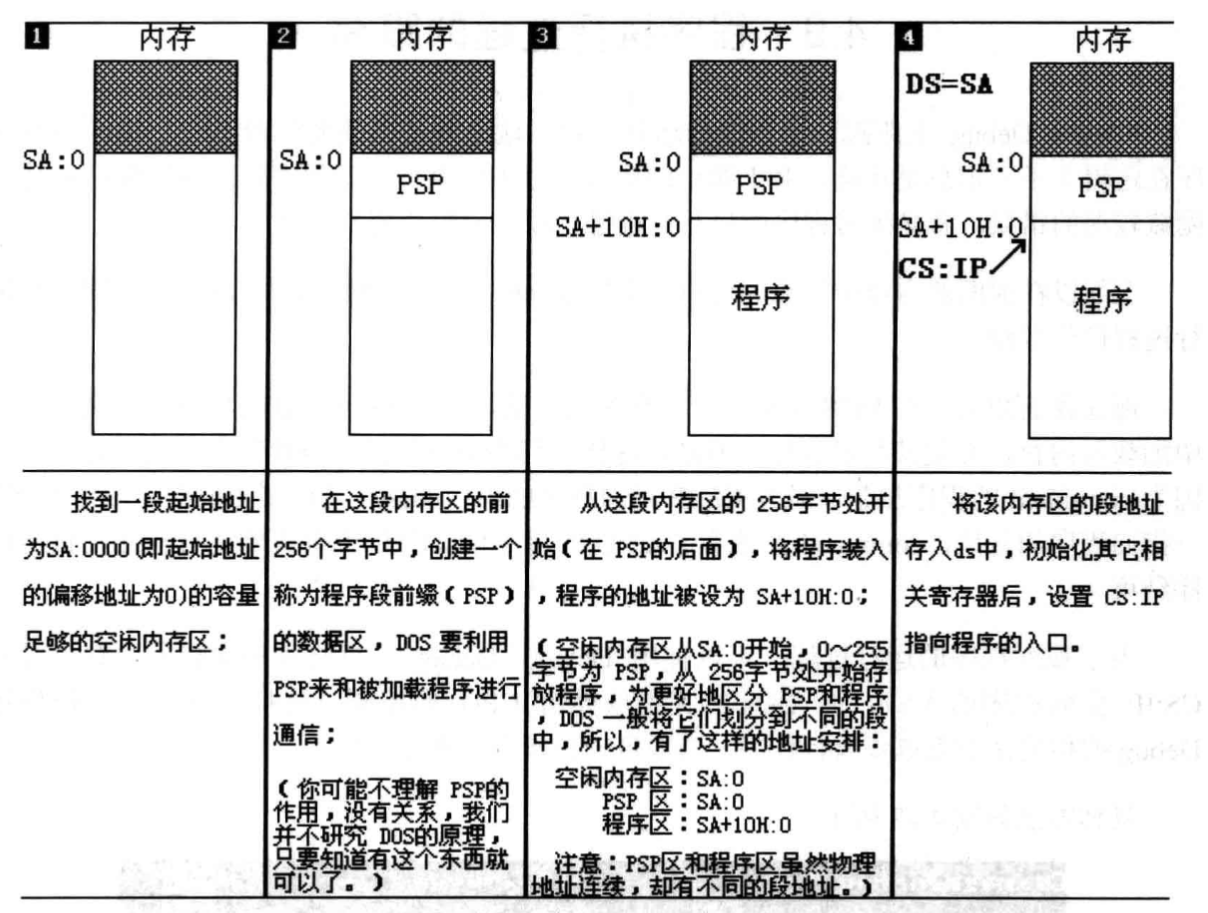 1 内存
SA:0
找到一段起始地址
为SA:0000(即起始地址
的偏移地址为0)的容量
足够的空闲内存区；
2 内存
SA:0
PSP
在这段内存区的前
256个字节中，创建一个
称为程序段前缀（PSP）
的数据区，DOS 要利用
PSP来和被加载程序进行
通信；
（你可能不理解 PSP的
作用，没有关系，我们
并不研究 DOS的原理，
只要知道有这个东西就
可以了。）
3 内存
SA:0
PSP
SA+10H:0
程序
从这段内存区的 256字节处开
始（在 PSP的后面），将程序装入
，程序的地址被设为 SA+10H:0；
（空闲内存区从SA:0开始，0～255
字节为 PSP，从 256字节处开始存
放程序，为更好地区分 PSP和程序
，DOS 一般将它们划分到不同的段
中，所以，有了这样的地址安排：
空闲内存区：SA:0
PSP 区：SA:0
程序区：SA+10H:0
注意：PSP区和程序区虽然物理
地址连续，却有不同的段地址。
4 内存
DS=SA
SA:0
PSP
SA+10H:0
CS:IP
程序
将该内存区的段地址
存入ds中，初始化其它相
关寄存器后，设置 CS:IP
指向程序的入口。